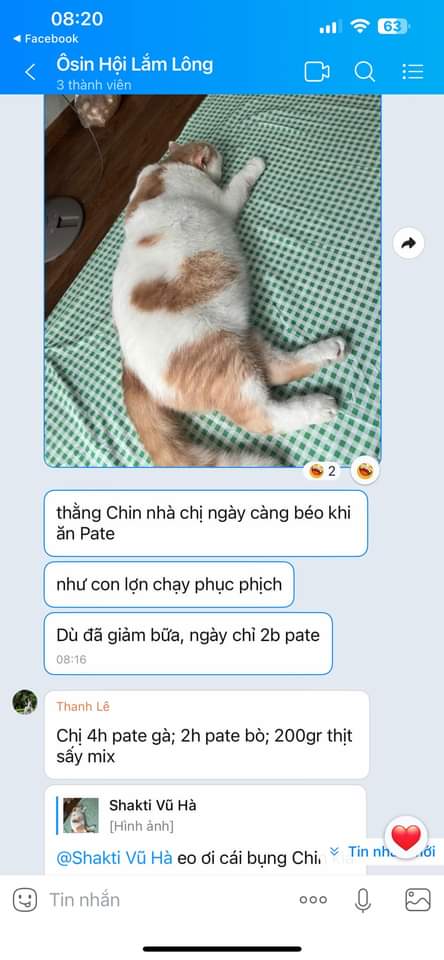 08:20
63
Facebook
Ôsin Hội Lắm Lông
3 thành viên
2
thằng Chin nhà chị ngày càng béo khi
ăn Pate
như con lợn chạy phục phịch
Dù đã giảm bữa, ngày chỉ 2b pate
08:16
Thanh Lê
Chị 4h pate gà; 2h pate bò; 200gr thịt
sấy mix
Shakti Vũ Hà
[Hình ảnh]
@Shakti Vũ Hà eo ơi cái bụng Chin
Tin
Tin nhắn